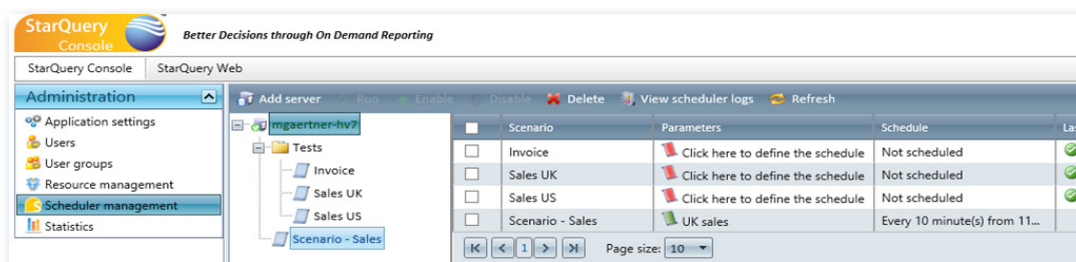 StarQuery
Console
Better Decisions through On Demand Reporting
StarQuery Console StarQuery Web
Administration
Application settings
Users
User groups
Resource management
Scheduler management
Statistics
Add server Run Enable Disable Delete View scheduler logs Refresh
mgaertner-hv7
Tests
Invoice
Sales UK
Sales US
Scenario - Sales
Scenario Parameters Schedule Las
Invoice Click here to define the schedule Not scheduled
Sales UK Click here to define the schedule Not scheduled
Sales US Click here to define the schedule Not scheduled
Scenario - Sales UK sales Every 10 minute(s) from 11...
1 Page size: 10